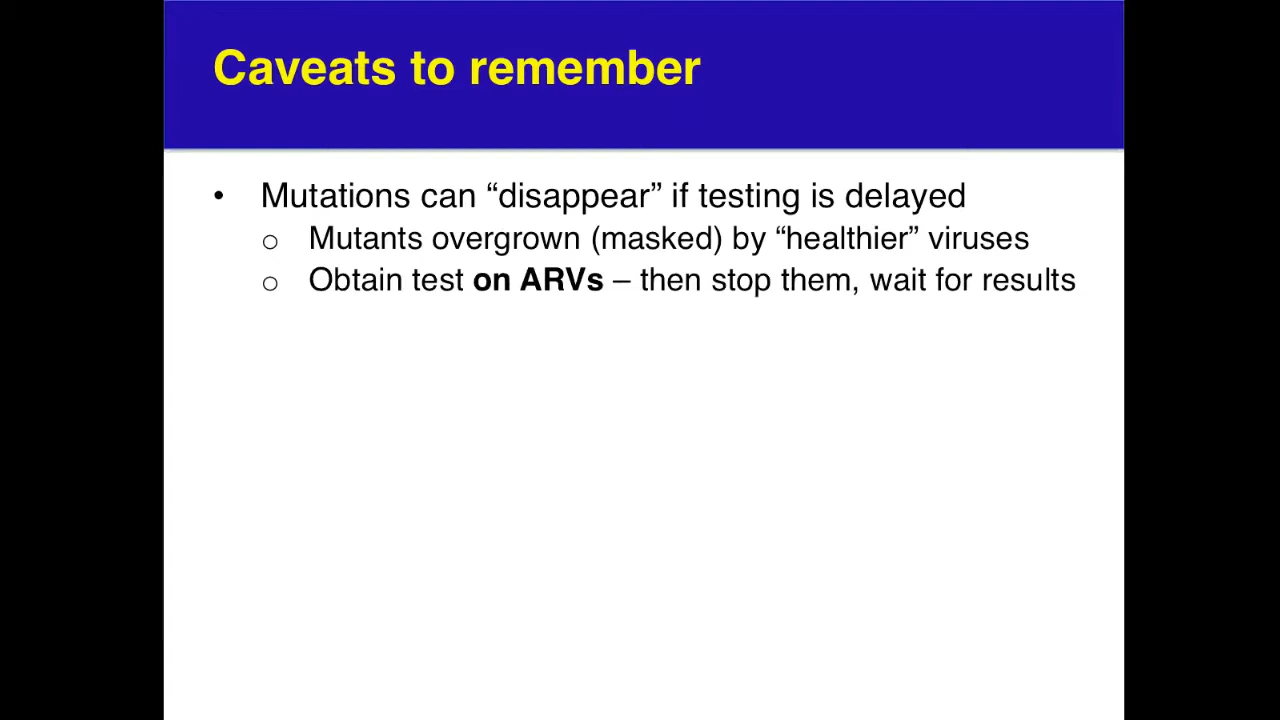 Caveats to remember
• Mutations can “disappear” if testing is delayed
o Mutants overgrown (masked) by “healthier” viruses
o Obtain test on ARVs – then stop them, wait for results